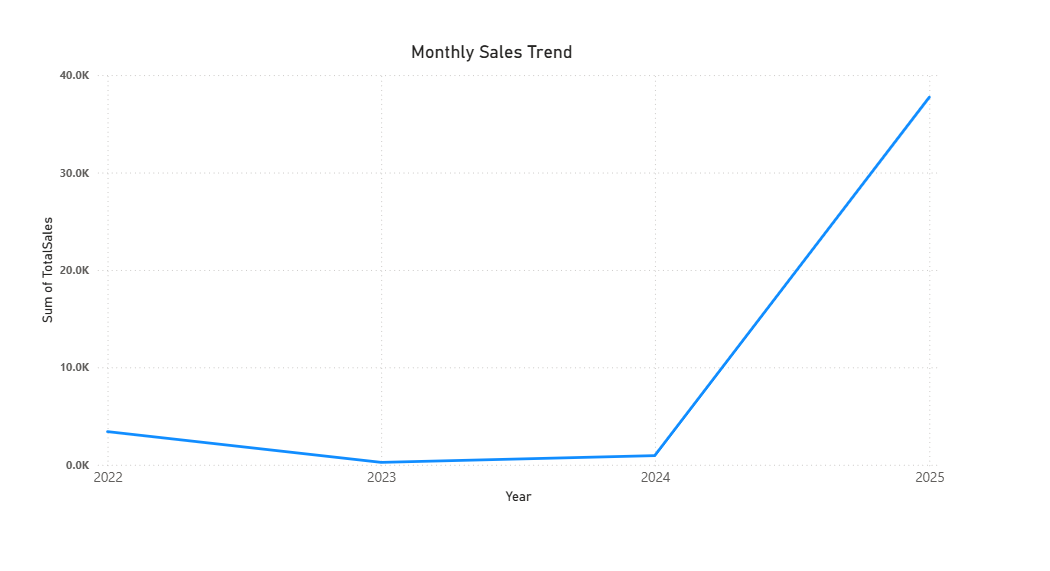 Monthly Sales Trend
40.0K
30.0K
20.0K
10.0K
0.0K
Sum of TotalSales
2022 2023 2024 2025
Year